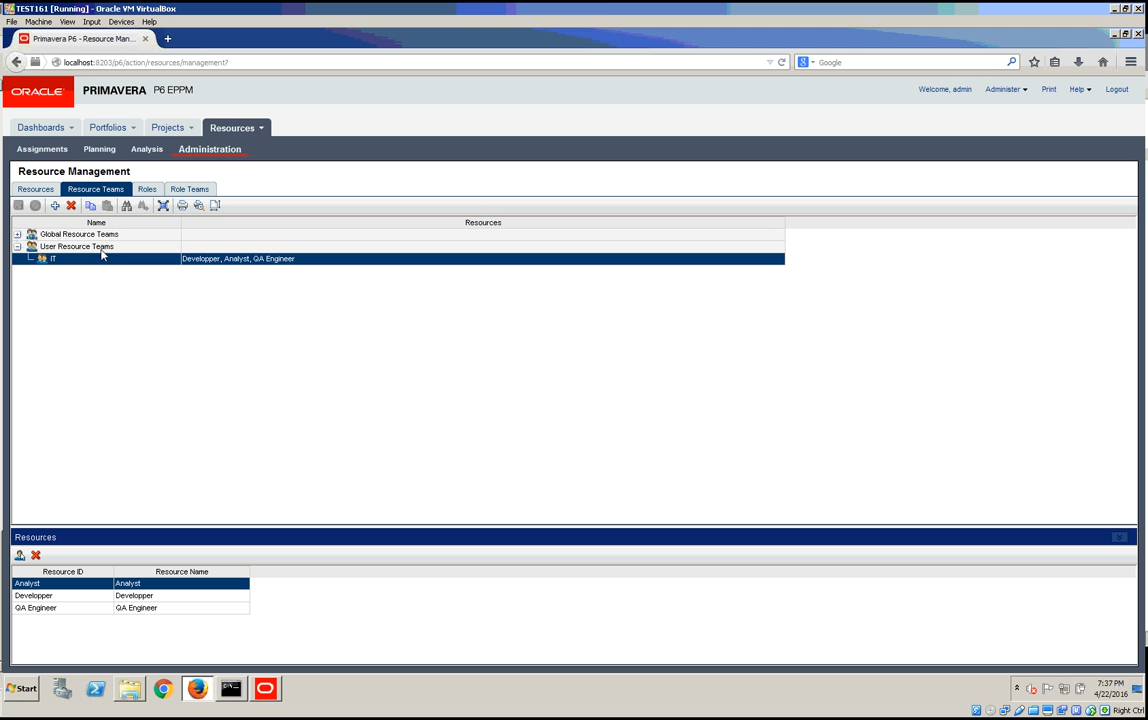 TEST161 [Running] - Oracle VM VirtualBox
File Machine View Input Devices Help
Primavera P6 - Resource Man...
localhost:8203/p6/action/resources/management?
Google
ORACLE PRIMAVERA P6 EPPM
Welcome, admin Administer Print Help Logout
Dashboards Portfolios Projects Resources
Assignments Planning Analysis Administration
Resource Management
Resources Resource Teams Roles Role Teams
Name Resources
Global Resource Teams
User Resource Teams
IT Developper, Analyst, QA Engineer
Resources
Resource ID Resource Name
Analyst Analyst
Developper Developper
QA Engineer QA Engineer
Start
7:37 PM
4/22/2016
Right Ctrl